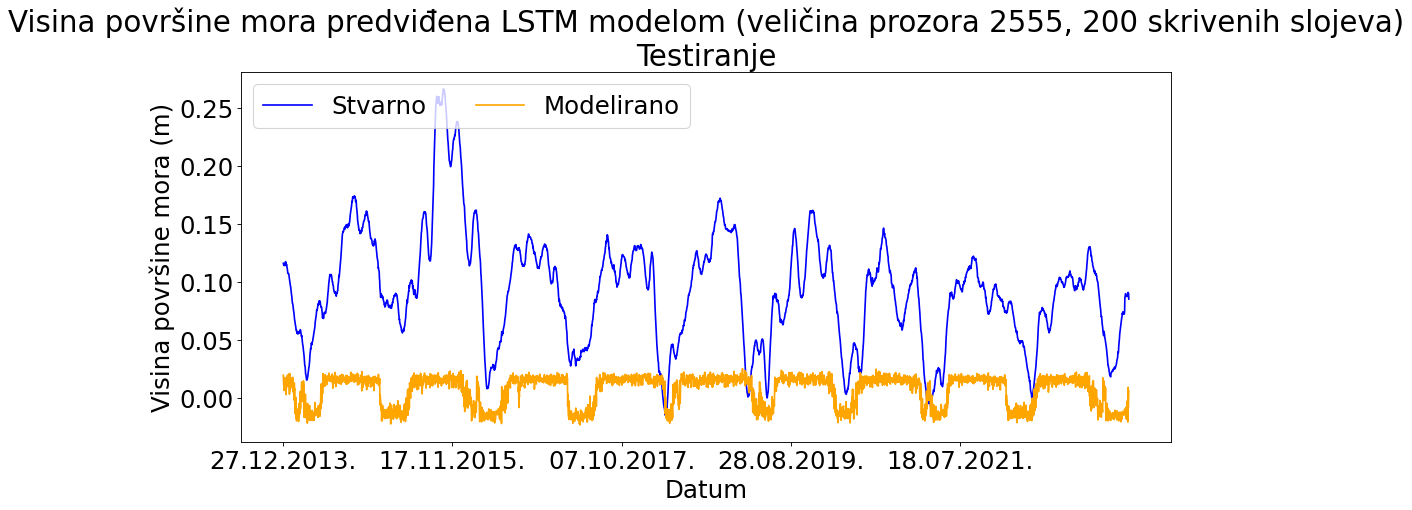 Visina površine mora predviđena LSTM modelom (veličina prozora 2555, 200 skrivenih slojeva)
Testiranje
Stvarno
Modelirano
Visina površine mora (m)
0.25
0.20
0.15
0.10
0.05
0.00
27.12.2013.
17.11.2015.
07.10.2017.
28.08.2019.
18.07.2021.
Datum